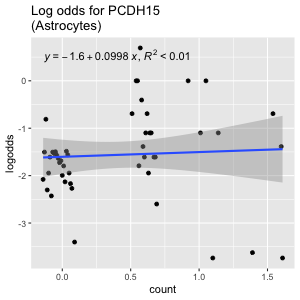 Log odds for PCDH15
(Astrocytes)
y = −1.6 + 0.0998 x, R² < 0.01
0
-1
-2
-3
logodds
0.0 0.5 1.0 1.5
count